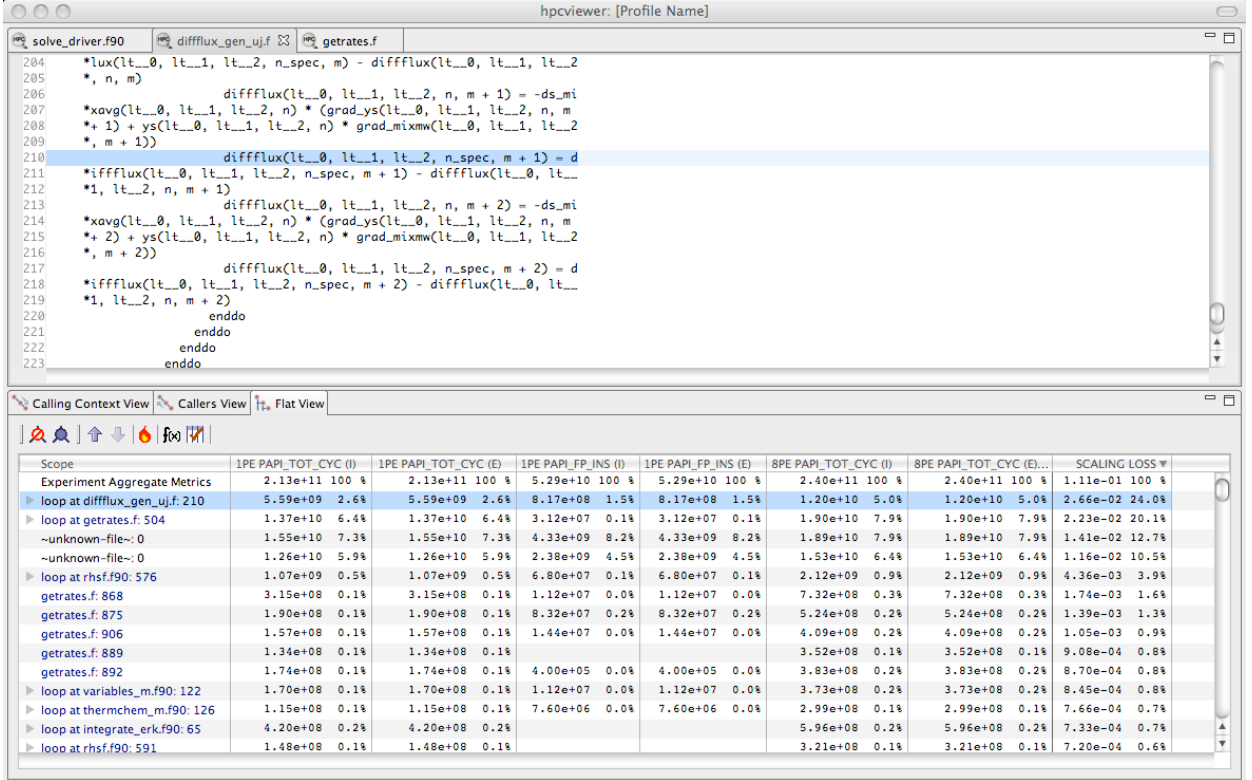 hpcviewer: [Profile Name]
solve_driver.f90 diffflux_gen_uj.f getrates.f
204 *lux(lt__0, lt__1, lt__2, n_spec, m) - diffflux(lt__0, lt__1, lt__2
205 *, n, m)
206 diffflux(lt__0, lt__1, lt__2, n, m + 1) = -ds_mi
207 *xavg(lt__0, lt__1, lt__2, n) * (grad_ys(lt__0, lt__1, lt__2, n, m
208 *+ 1) + ys(lt__0, lt__1, lt__2, n) * grad_mixmw(lt__0, lt__1, lt__2
209 *, m + 1))
210 diffflux(lt__0, lt__1, lt__2, n_spec, m + 1) = d
211 *iffflux(lt__0, lt__1, lt__2, n_spec, m + 1) - diffflux(lt__0, lt__
212 *1, lt__2, n, m + 1)
213 diffflux(lt__0, lt__1, lt__2, n, m + 2) = -ds_mi
214 *xavg(lt__0, lt__1, lt__2, n) * (grad_ys(lt__0, lt__1, lt__2, n, m
215 *+ 2) + ys(lt__0, lt__1, lt__2, n) * grad_mixmw(lt__0, lt__1, lt__2
216 *, m + 2))
217 diffflux(lt__0, lt__1, lt__2, n_spec, m + 2) = d
218 *iffflux(lt__0, lt__1, lt__2, n_spec, m + 2) - diffflux(lt__0, lt__
219 *1, lt__2, n, m + 2)
220 enddo
221 enddo
222 enddo
223 enddo
Calling Context View Callers View Flat View
f(x)
Scope 1PE PAPI_TOT_CYC (I) 1PE PAPI_TOT_CYC (E) 1PE PAPI_FP_INS (I) 1PE PAPI_FP_INS (E) 8PE PAPI_TOT_CYC (I) 8PE PAPI_TOT_CYC (E)... SCALING LOSS
Experiment Aggregate Metrics 2.13e+11 100 % 2.13e+11 100 % 5.29e+10 100 % 5.29e+10 100 % 2.40e+11 100 % 2.40e+11 100 % 1.11e-01 100 %
loop at diffflux_gen_uj.f: 210 5.59e+09 2.6% 5.59e+09 2.6% 8.17e+08 1.5% 8.17e+08 1.5% 1.20e+10 5.0% 1.20e+10 5.0% 2.66e-02 24.0%
loop at getrates.f: 504 1.37e+10 6.4% 1.37e+10 6.4% 3.12e+07 0.1% 3.12e+07 0.1% 1.90e+10 7.9% 1.90e+10 7.9% 2.23e-02 20.1%
~unknown-file~: 0 1.55e+10 7.3% 1.55e+10 7.3% 4.33e+09 8.2% 4.33e+09 8.2% 1.89e+10 7.9% 1.89e+10 7.9% 1.41e-02 12.7%
~unknown-file~: 0 1.26e+10 5.9% 1.26e+10 5.9% 2.38e+09 4.5% 2.38e+09 4.5% 1.53e+10 6.4% 1.53e+10 6.4% 1.16e-02 10.5%
loop at rhsf.f90: 576 1.07e+09 0.5% 1.07e+09 0.5% 6.80e+07 0.1% 6.80e+07 0.1% 2.12e+09 0.9% 2.12e+09 0.9% 4.36e-03 3.9%
getrates.f: 868 3.15e+08 0.1% 3.15e+08 0.1% 1.12e+07 0.0% 1.12e+07 0.0% 7.32e+08 0.3% 7.32e+08 0.3% 1.74e-03 1.6%
getrates.f: 875 1.90e+08 0.1% 1.90e+08 0.1% 8.32e+07 0.2% 8.32e+07 0.2% 5.24e+08 0.2% 5.24e+08 0.2% 1.39e-03 1.3%
getrates.f: 906 1.57e+08 0.1% 1.57e+08 0.1% 1.44e+07 0.0% 1.44e+07 0.0% 4.09e+08 0.2% 4.09e+08 0.2% 1.05e-03 0.9%
getrates.f: 889 1.34e+08 0.1% 1.34e+08 0.1% 3.52e+08 0.1% 3.52e+08 0.1% 9.08e-04 0.8%
getrates.f: 892 1.74e+08 0.1% 1.74e+08 0.1% 4.00e+05 0.0% 4.00e+05 0.0% 3.83e+08 0.2% 3.83e+08 0.2% 8.70e-04 0.8%
loop at variables_m.f90: 122 1.70e+08 0.1% 1.70e+08 0.1% 1.12e+07 0.0% 1.12e+07 0.0% 3.73e+08 0.2% 3.73e+08 0.2% 8.45e-04 0.8%
loop at thermchem_m.f90: 126 1.15e+08 0.1% 1.15e+08 0.1% 7.60e+06 0.0% 7.60e+06 0.0% 2.99e+08 0.1% 2.99e+08 0.1% 7.66e-04 0.7%
loop at integrate_erk.f90: 65 4.20e+08 0.2% 4.20e+08 0.2% 5.96e+08 0.2% 5.96e+08 0.2% 7.33e-04 0.7%
loop at rhsf.f90: 591 1.48e+08 0.1% 1.48e+08 0.1% 3.21e+08 0.1% 3.21e+08 0.1% 7.20e-04 0.6%